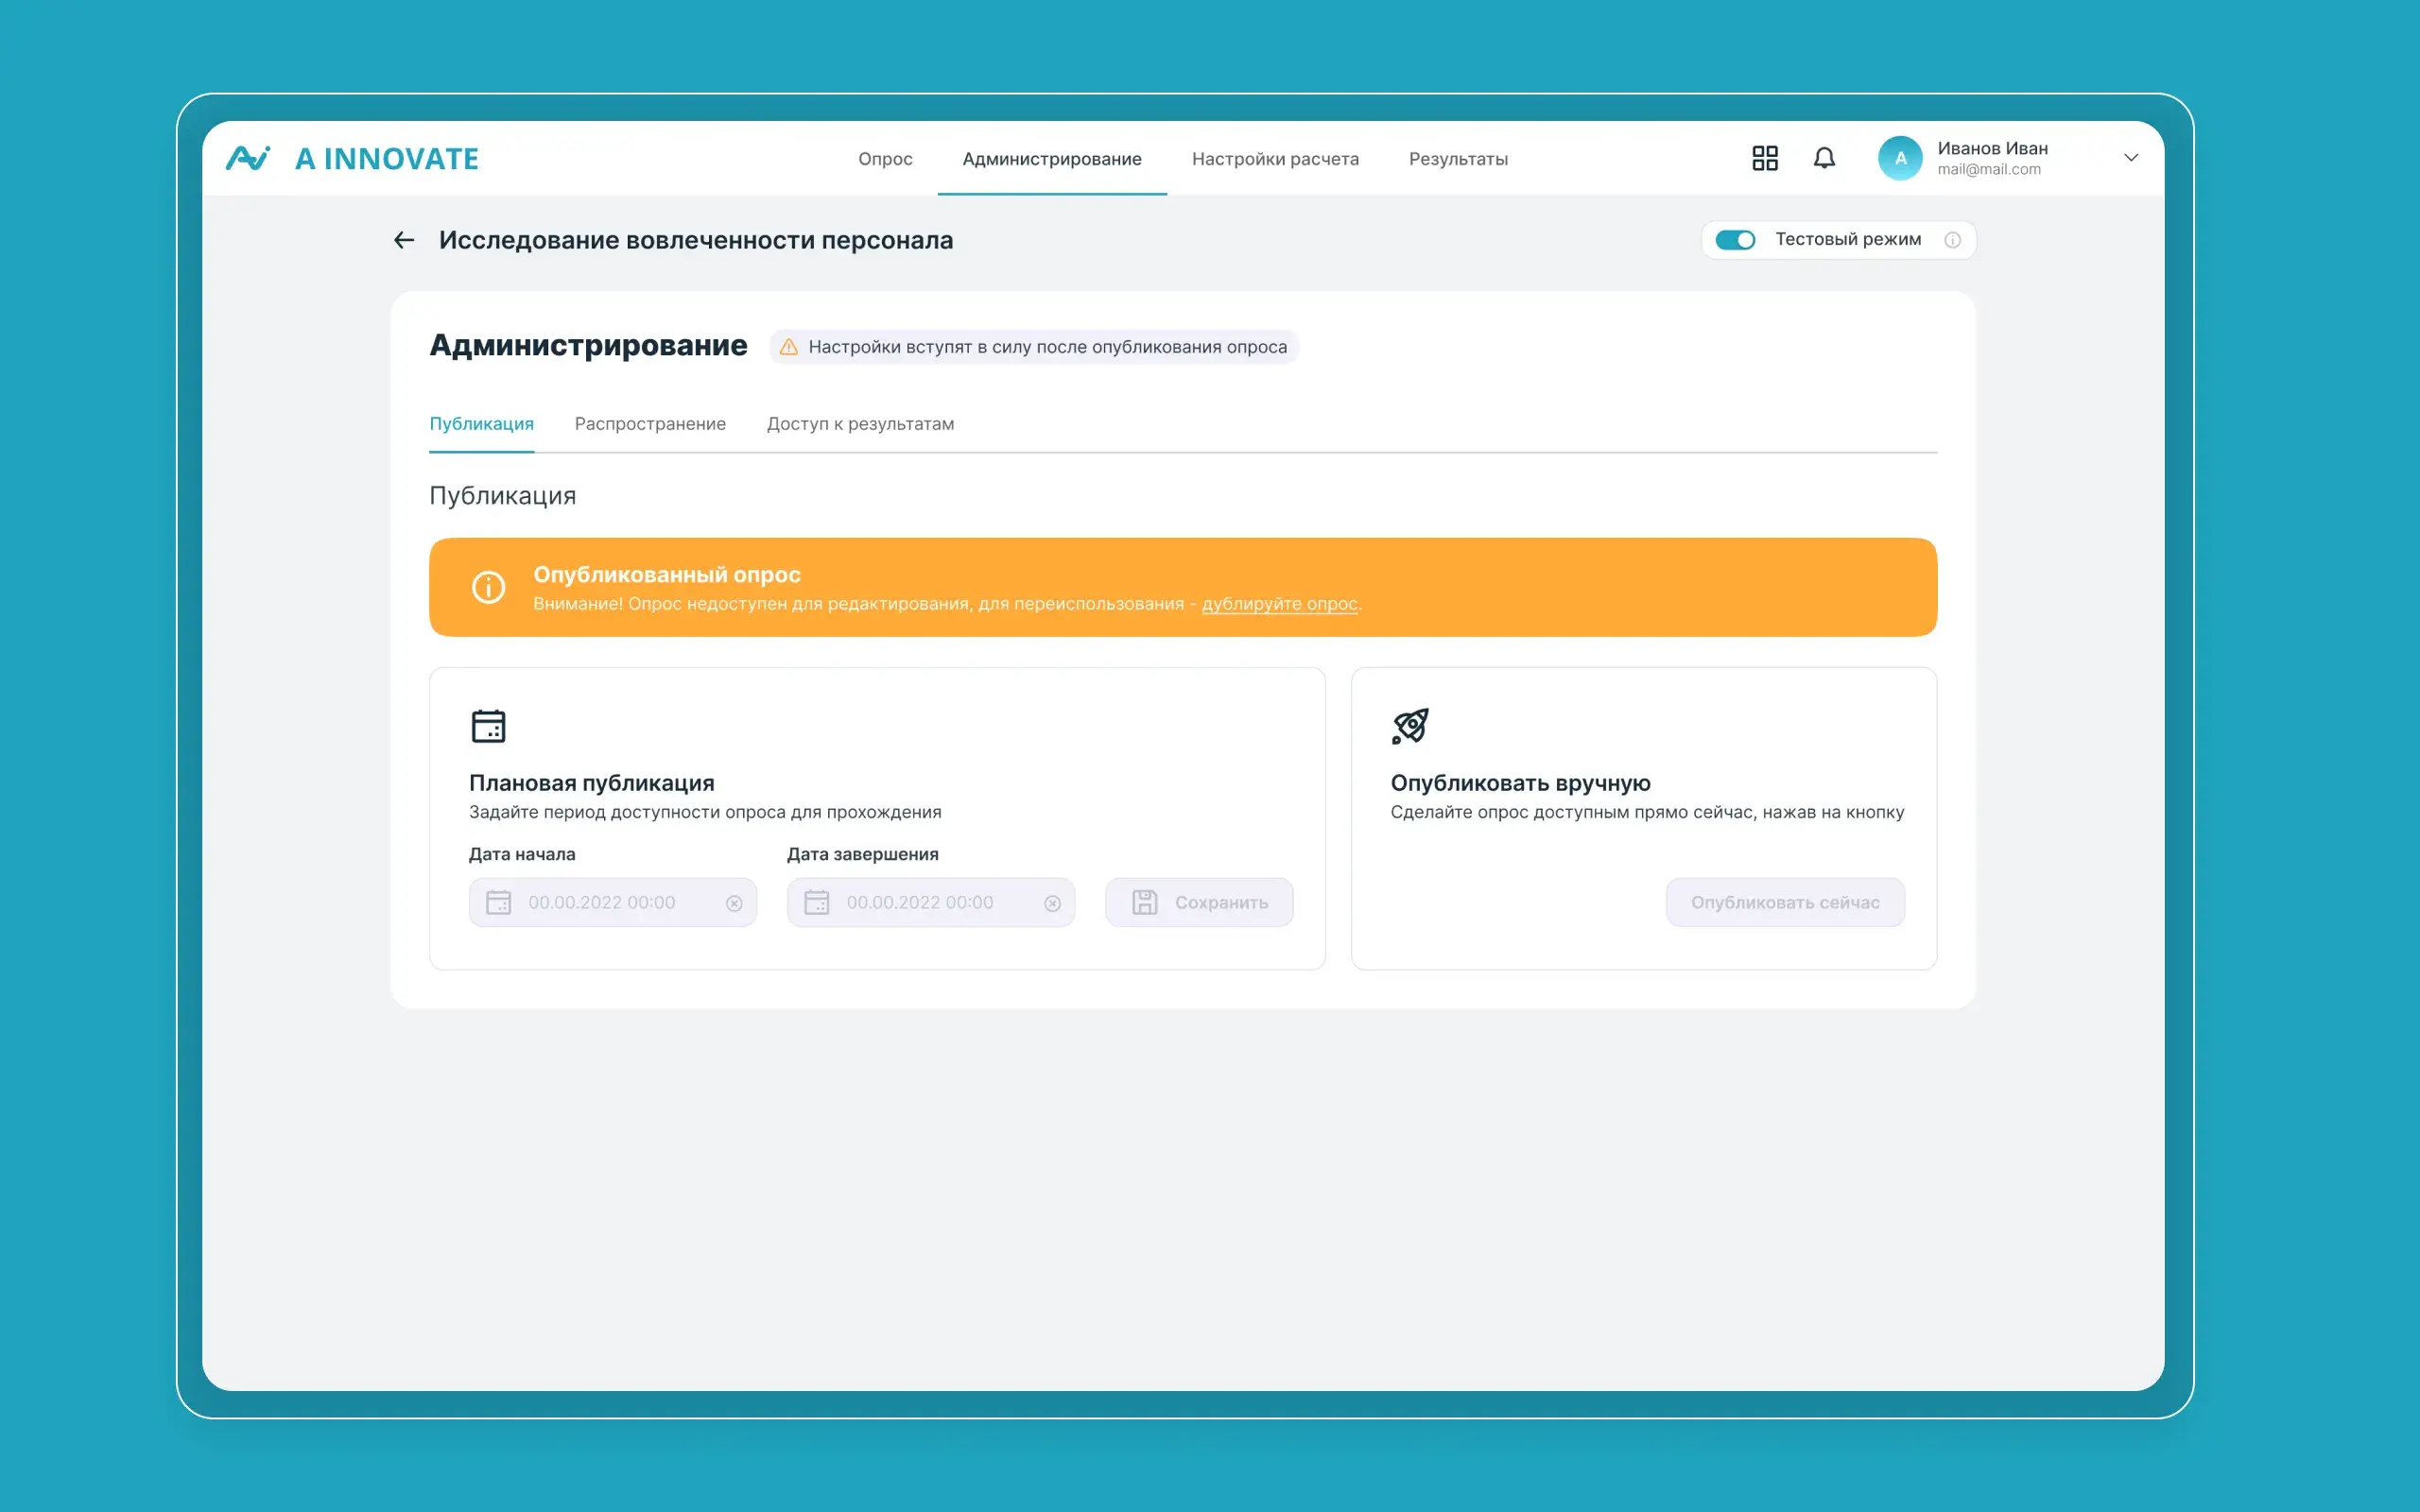 A INNOVATE
Опрос
Администрирование
Настройки расчета
Результаты
A
Иванов Иван
mail@mail.com
Исследование вовлеченности персонала
Тестовый режим
Администрирование
Настройки вступят в силу после опубликования опроса
Публикация
Распространение
Доступ к результатам
Публикация
Опубликованный опрос
Внимание! Опрос недоступен для редактирования, для переиспользования - дублируйте опрос.
Плановая публикация
Задайте период доступности опроса для прохождения
Дата начала
Дата завершения
00.00.2022 00:00
00.00.2022 00:00
Сохранить
Опубликовать вручную
Сделайте опрос доступным прямо сейчас, нажав на кнопку
Опубликовать сейчас